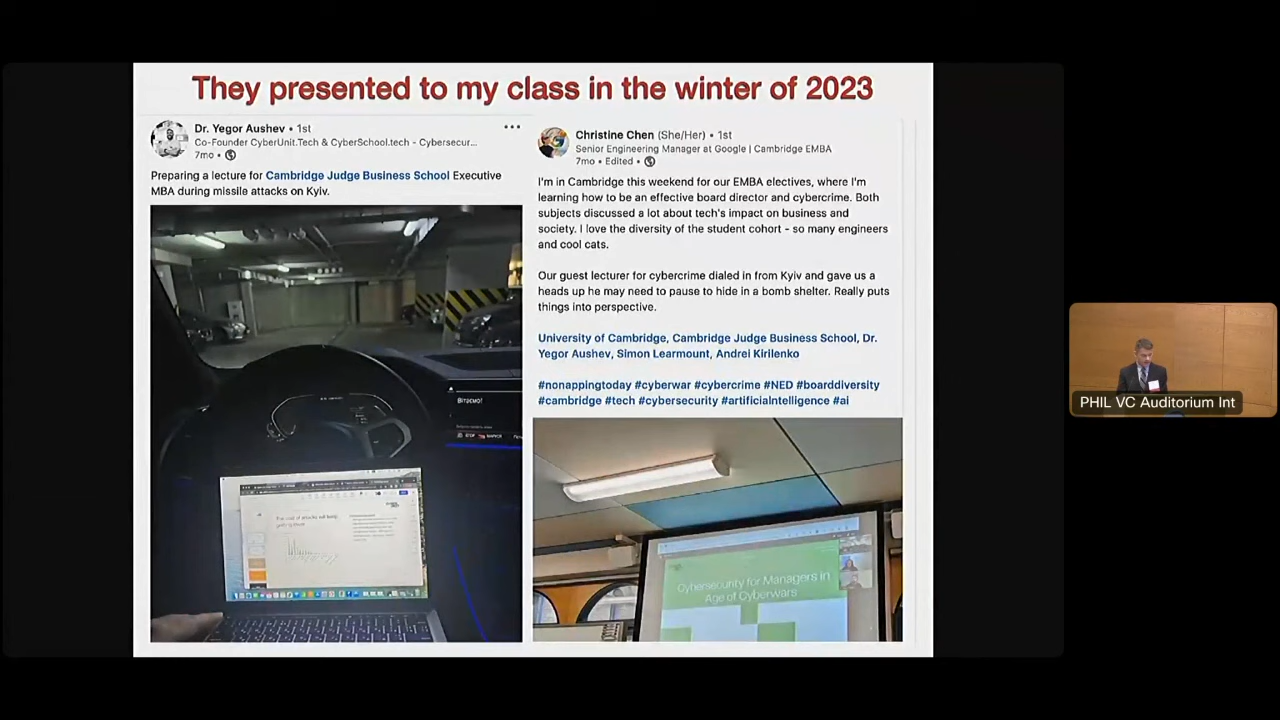 They presented to my class in the winter of 2023
Dr. Yegor Aushev • 1st
Co-Founder CyberUnit.Tech & CyberSchool.tech - Cybersecur...
7mo •
Preparing a lecture for Cambridge Judge Business School Executive
MBA during missile attacks on Kyiv.
Вітаємо!
Christine Chen (She/Her) • 1st
Senior Engineering Manager at Google | Cambridge EMBA
7mo • Edited •
I'm in Cambridge this weekend for our EMBA electives, where I'm
learning how to be an effective board director and cybercrime. Both
subjects discussed a lot about tech's impact on business and
society. I love the diversity of the student cohort - so many engineers
and cool cats.
Our guest lecturer for cybercrime dialed in from Kyiv and gave us a
heads up he may need to pause to hide in a bomb shelter. Really puts
things into perspective.
University of Cambridge, Cambridge Judge Business School, Dr.
Yegor Aushev, Simon Learmount, Andrei Kirilenko
#nonappingtoday #cyberwar #cybercrime #NED #boarddiversity
#cambridge #tech #cybersecurity #artificialntelligence #ai
Cybersecurity for Managers in
Age of Cyberwars
PHIL VC Auditorium Int